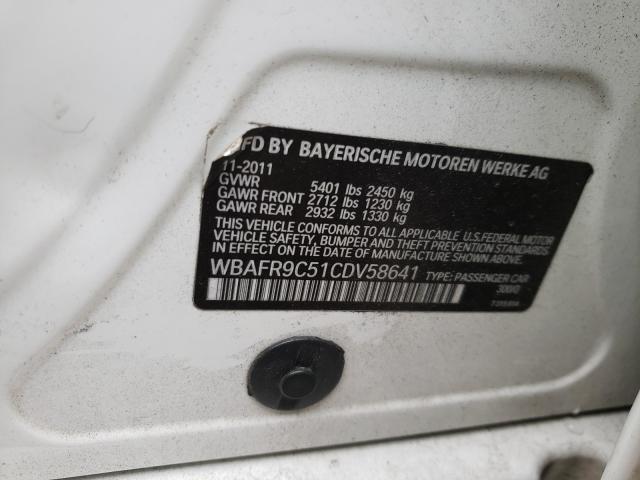 MFD BY BAYERISCHE MOTOREN WERKE AG
11-2011
GVWR 5401 lbs 2450 kg
GAWR FRONT 2712 lbs 1230 kg
GAWR REAR 2932 lbs 1330 kg
THIS VEHICLE CONFORMS TO ALL APPLICABLE U.S.FEDERAL MOTOR
VEHICLE SAFETY, BUMPER AND THEFT PREVENTION STANDARDS
IN EFFECT ON THE DATE OF MANUFACTURE SHOWN ABOVE.
WBAFR9C51CDV58641 TYPE: PASSENGER CAR